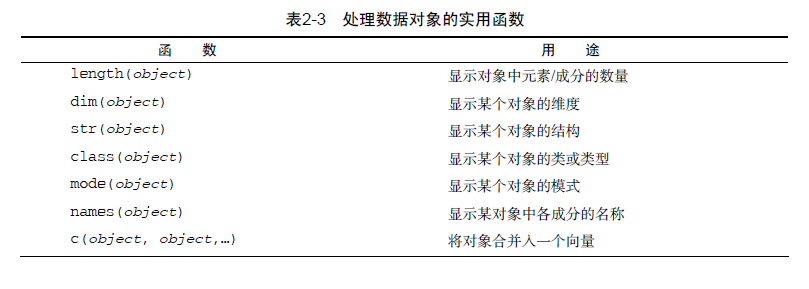 表2-3 处理数据对象的实用函数
函 数 用 途
length(object) 显示对象中元素/成分的数量
dim(object) 显示某个对象的维度
str(object) 显示某个对象的结构
class(object) 显示某个对象的类或类型
mode(object) 显示某个对象的模式
names(object) 显示某对象中各成分的名称
c(object, object,…) 将对象合并入一个向量